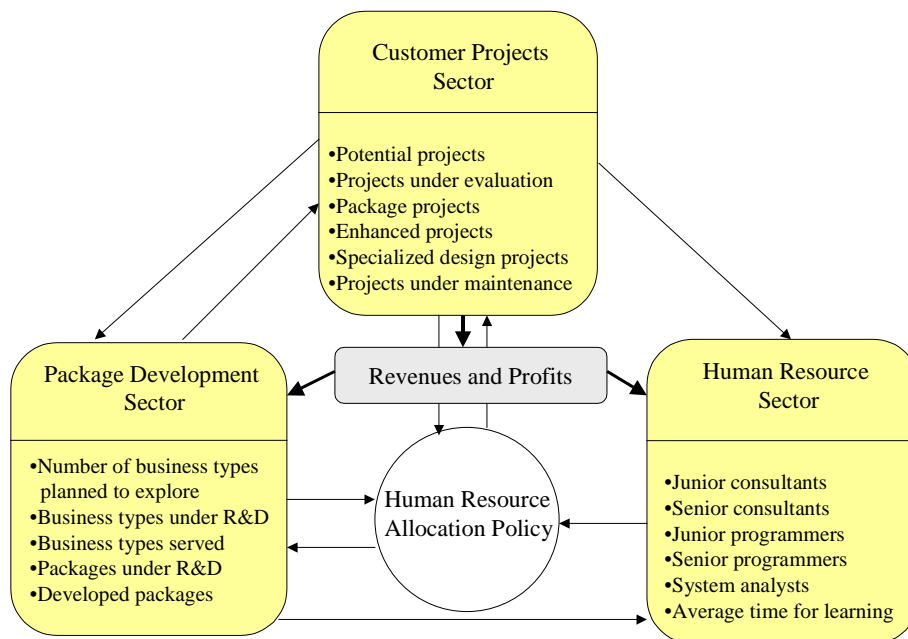 Customer Projects
Sector
•Potential projects
•Projects under evaluation
•Package projects
•Enhanced projects
•Specialized design projects
•Projects under maintenance
Revenues and Profits
Package Development
Sector
•Number of business types
planned to explore
•Business types under R&D
•Business types served
•Packages under R&D
•Developed packages
Human Resource
Allocation Policy
Human Resource
Sector
•Junior consultants
•Senior consultants
•Junior programmers
•Senior programmers
•System analysts
•Average time for learning